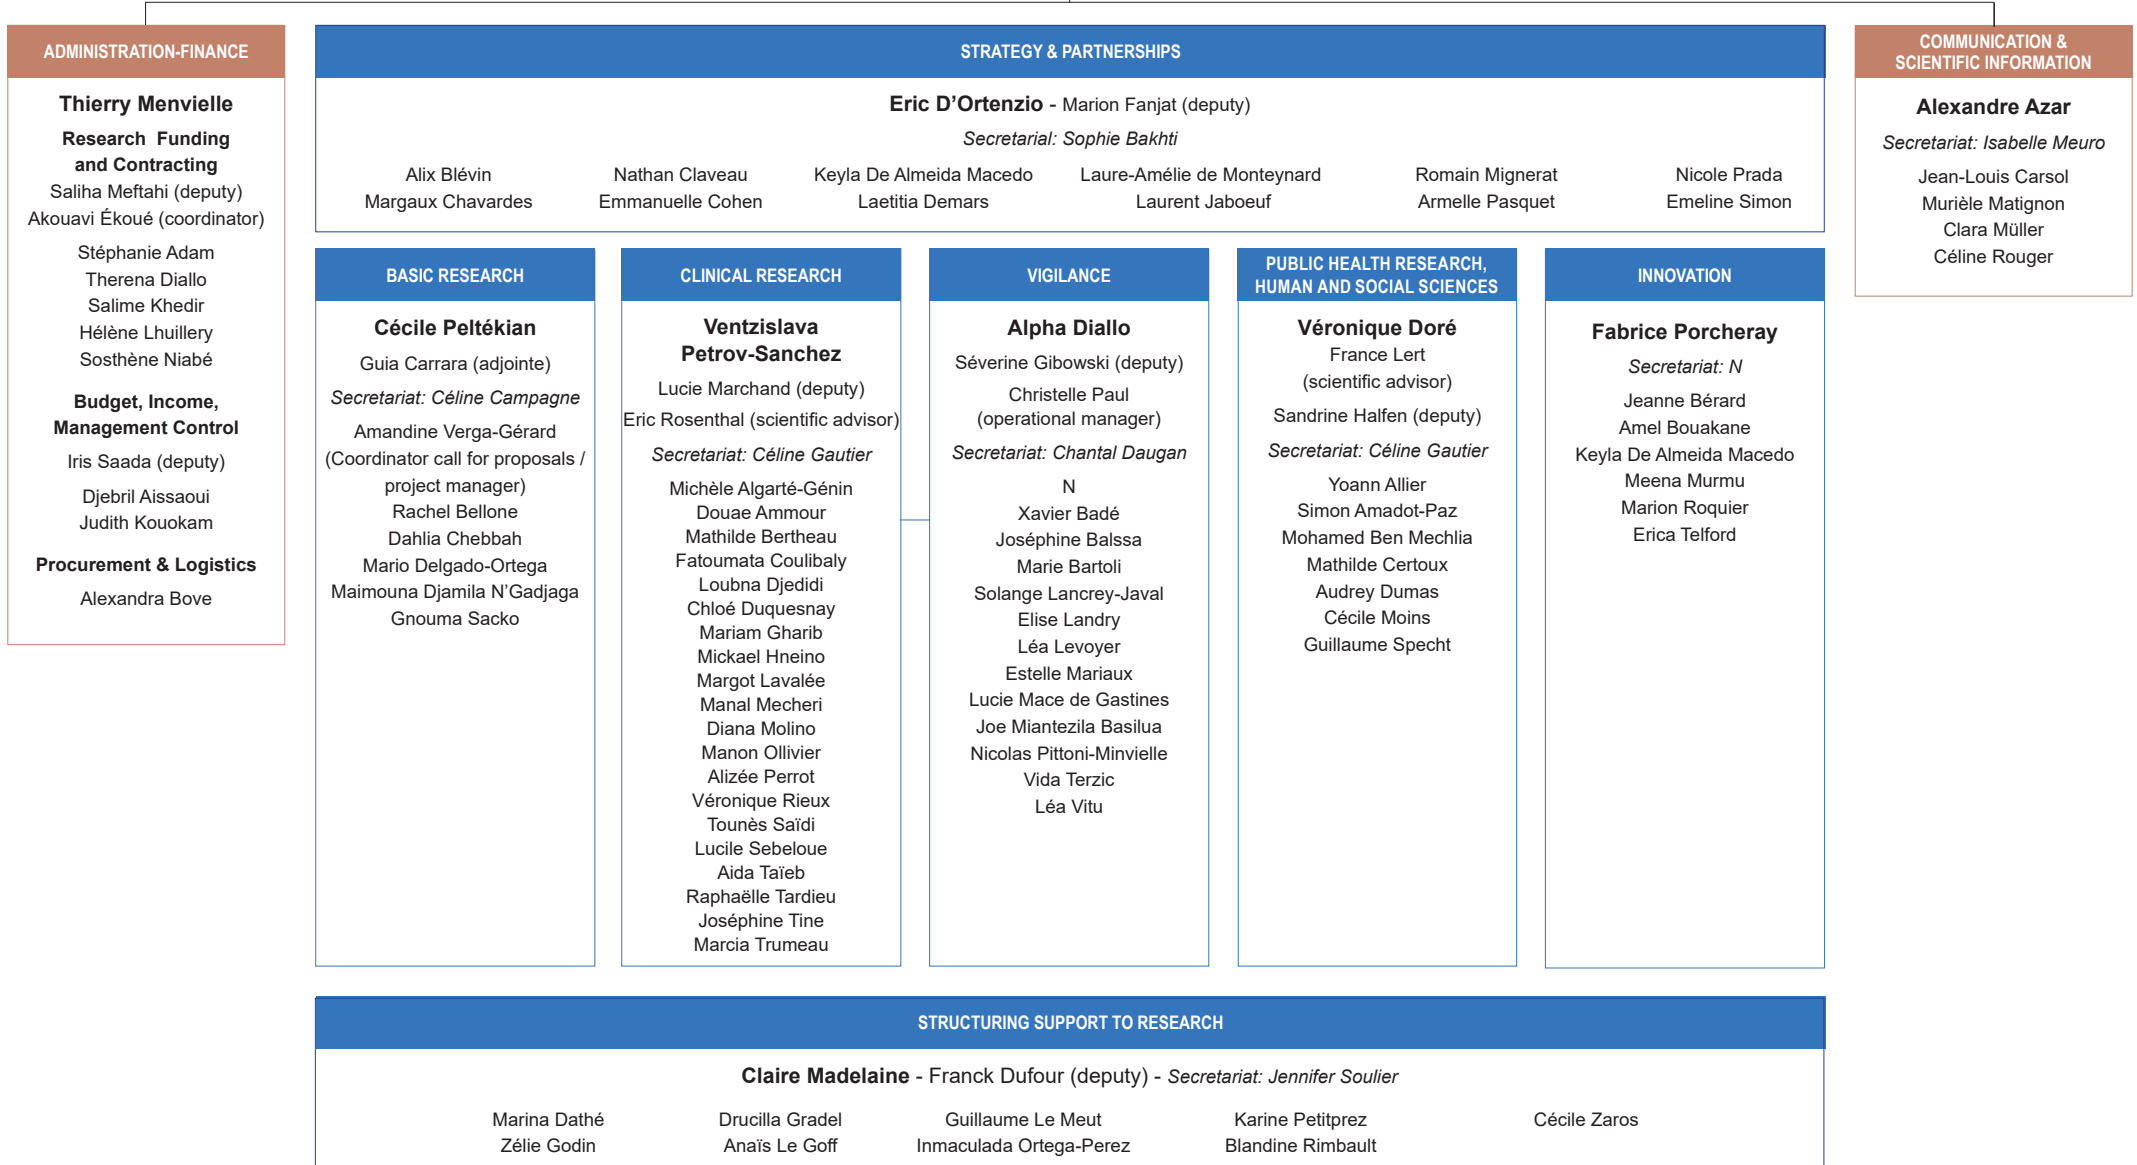 ADMINISTRATION-FINANCE
Thierry Menvielle
Research Funding
and Contracting
Saliha Meftahi (deputy)
Akouavi Ékoué (coordinator)
Stéphanie Adam
Therena Diallo
Salime Khedir
Hélène Lhuillery
Sosthène Niabé
Budget, Income,
Management Control
Iris Saada (deputy)
Djebril Aissaoui
Judith Kouokam
Procurement & Logistics
Alexandra Bove
STRATEGY & PARTNERSHIPS
Eric D’Ortenzio - Marion Fanjat (deputy)
Secretarial: Sophie Bakhti
Alix Blévin Nathan Claveau Keyla De Almeida Macedo Laure-Amélie de Monteynard Romain Mignerat Nicole Prada
Margaux Chavardes Emmanuelle Cohen Laetitia Demars Laurent Jaboeuf Armelle Pasquet Emeline Simon
COMMUNICATION &
SCIENTIFIC INFORMATION
Alexandre Azar
Secretariat: Isabelle Meuro
Jean-Louis Carsol
Murièle Matignon
Clara Müller
Céline Rouger
BASIC RESEARCH
Cécile Peltékian
Guia Carrara (adjointe)
Secretariat: Céline Campagne
Amandine Verga-Gérard
(Coordinator call for proposals /
project manager)
Rachel Bellone
Dahlia Chebbah
Mario Delgado-Ortega
Maimouna Djamila N’Gadjaga
Gnouma Sacko
CLINICAL RESEARCH
Ventzislava
Petrov-Sanchez
Lucie Marchand (deputy)
Eric Rosenthal (scientific advisor)
Secretariat: Céline Gautier
Michèle Algarté-Génin
Douae Ammour
Mathilde Bertheau
Fatoumata Coulibaly
Loubna Djedidi
Chloé Duquesnay
Mariam Gharib
Mickael Hneino
Margot Lavalée
Manal Mecheri
Diana Molino
Manon Ollivier
Alizée Perrot
Véronique Rieux
Tounès Saïdi
Lucile Sebeloue
Aida Taïeb
Raphaëlle Tardieu
Joséphine Tine
Marcia Trumeau
VIGILANCE
Alpha Diallo
Séverine Gibowski (deputy)
Christelle Paul
(operational manager)
Secretariat: Chantal Daugan
N
Xavier Badé
Joséphine Balssa
Marie Bartoli
Solange Lancrey-Javal
Elise Landry
Léa Levoyer
Estelle Mariaux
Lucie Mace de Gastines
Joe Miantezila Basilua
Nicolas Pittoni-Minvielle
Vida Terzic
Léa Vitu
PUBLIC HEALTH RESEARCH,
HUMAN AND SOCIAL SCIENCES
Véronique Doré
France Lert
(scientific advisor)
Sandrine Halfen (deputy)
Secretariat: Céline Gautier
Yoann Allier
Simon Amadot-Paz
Mohamed Ben Mechlia
Mathilde Certoux
Audrey Dumas
Cécile Moins
Guillaume Specht
INNOVATION
Fabrice Porcheray
Secretariat: N
Jeanne Bérard
Amel Bouakane
Keyla De Almeida Macedo
Meena Murmu
Marion Roquier
Erica Telford
STRUCTURING SUPPORT TO RESEARCH
Claire Madelaine - Franck Dufour (deputy) - Secretariat: Jennifer Soulier
Marina Dathé Drucilla Gradel Guillaume Le Meut Karine Petitprez Cécile Zaros
Zélie Godin Anaïs Le Goff Inmaculada Ortega-Perez Blandine Rimbault